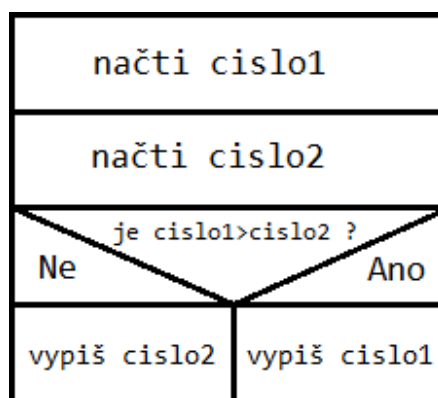 načti cislo1
načti cislo2
je cislo1>cislo2 ?
Ne
Ano
vypiš cislo2
vypiš cislo1